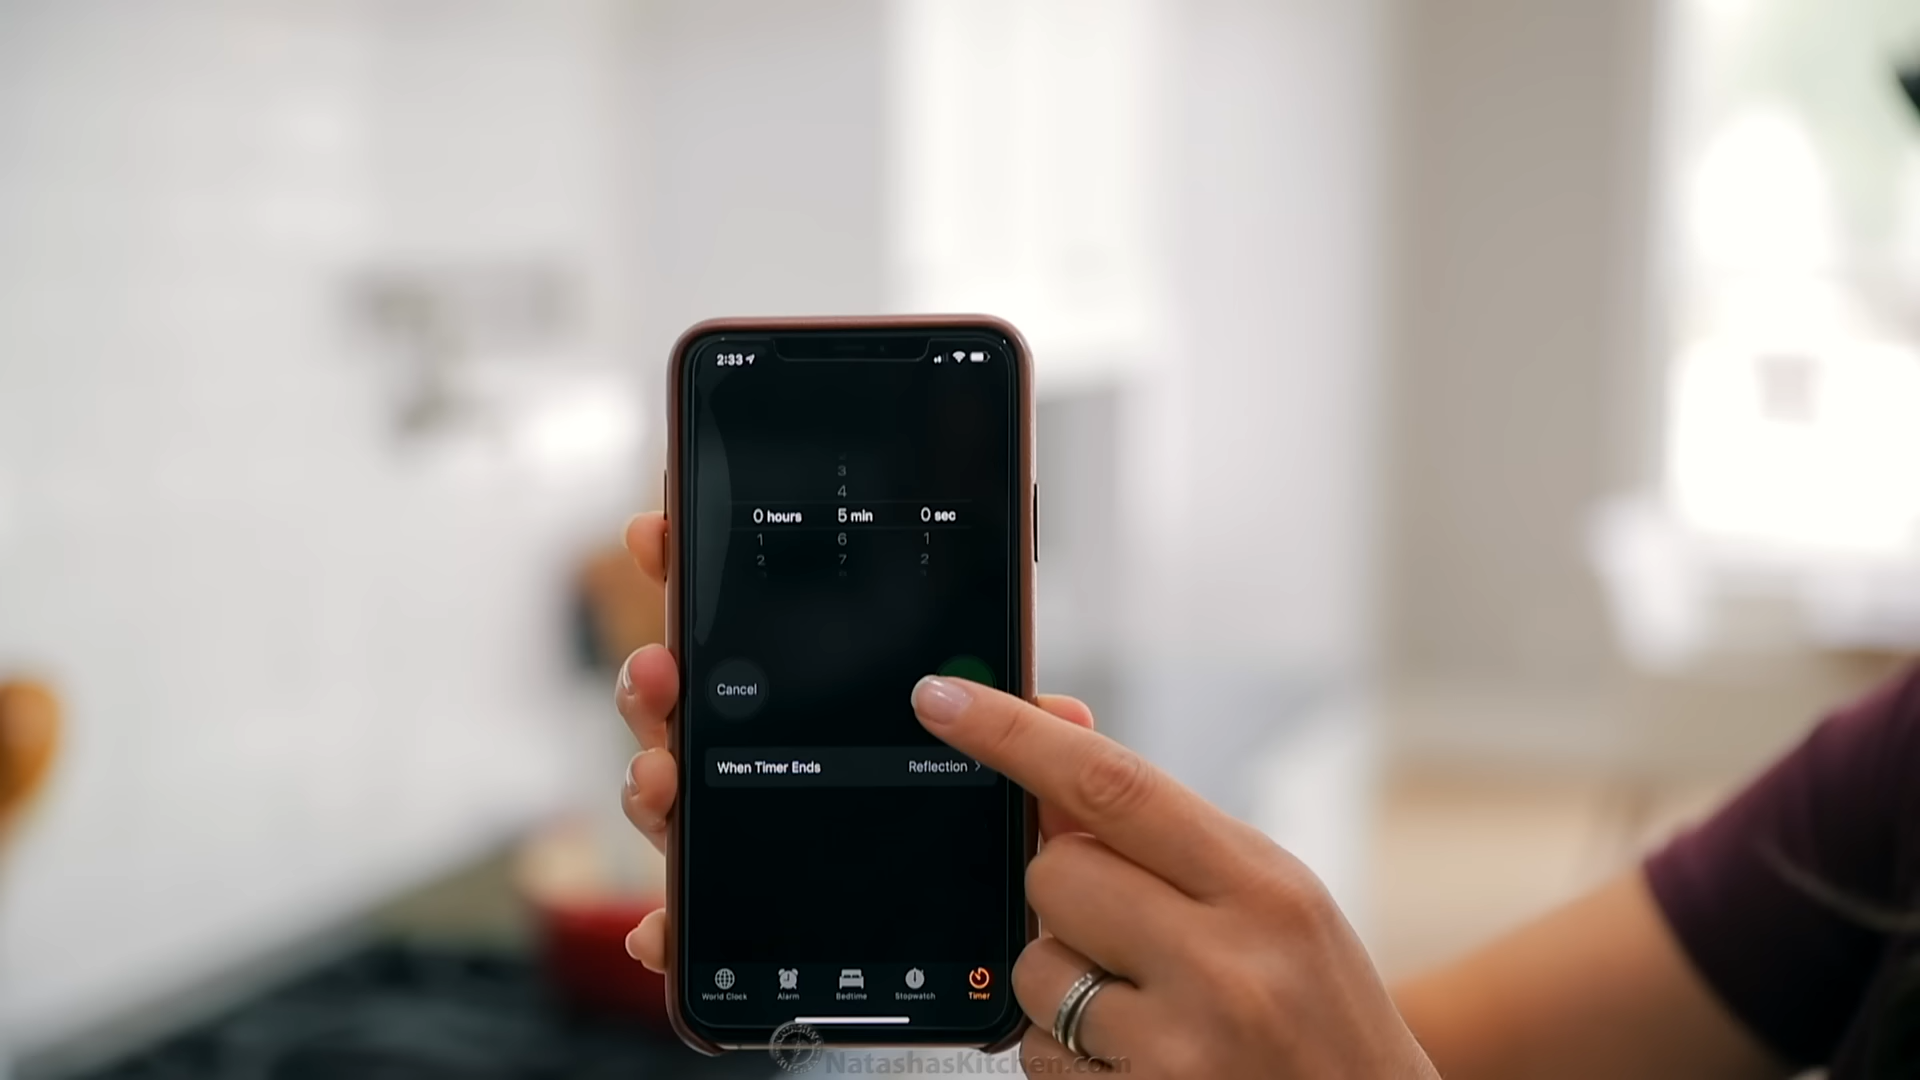 2:33
3
4
0 hours 5 min 0 sec
1 6 1
2 7 2
Cancel
When Timer Ends Reflection >
World Clock Alarm Bedtime Stopwatch Timer
NatashasKitchen.com